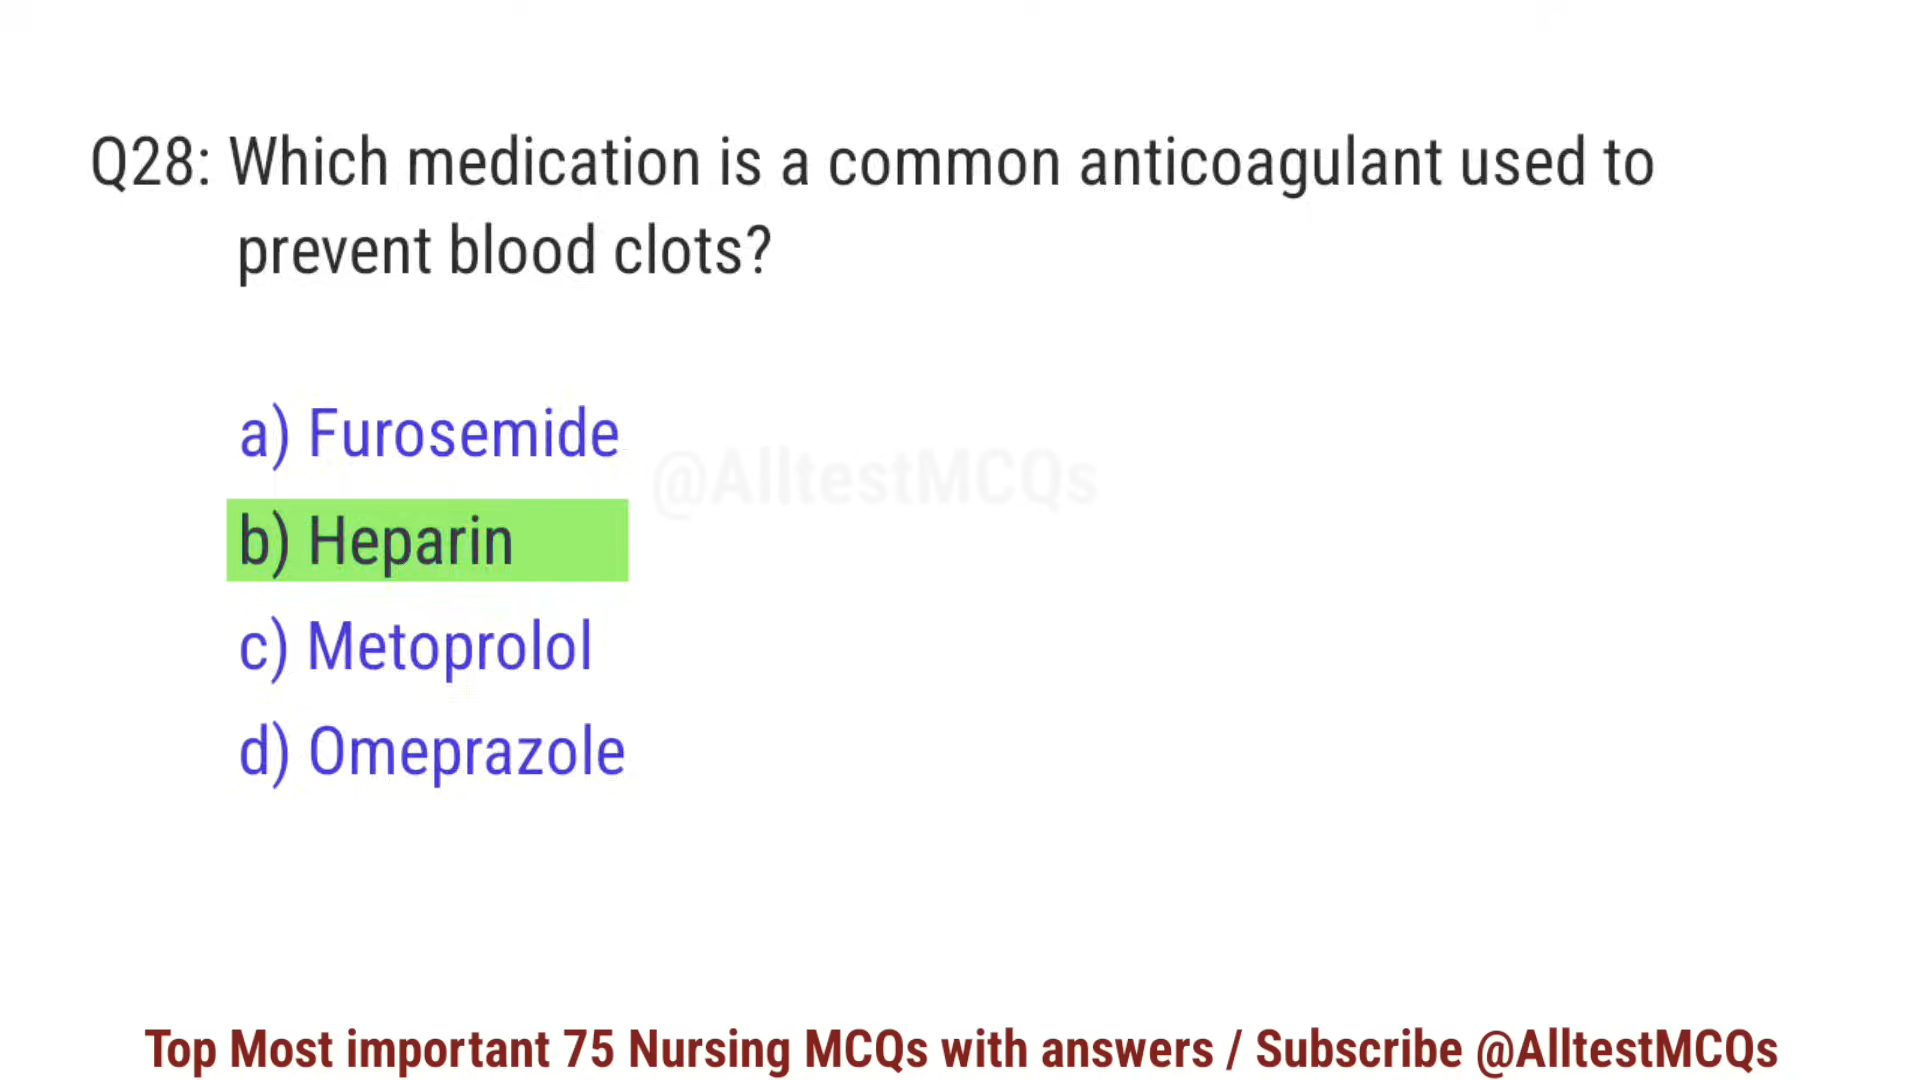 Q28: Which medication is a common anticoagulant used to
prevent blood clots?
a) Furosemide
@AlltestMCQs
b) Heparin
c) Metoprolol
d) Omeprazole
Top Most important 75 Nursing MCQs with answers / Subscribe @AlltestMCQs